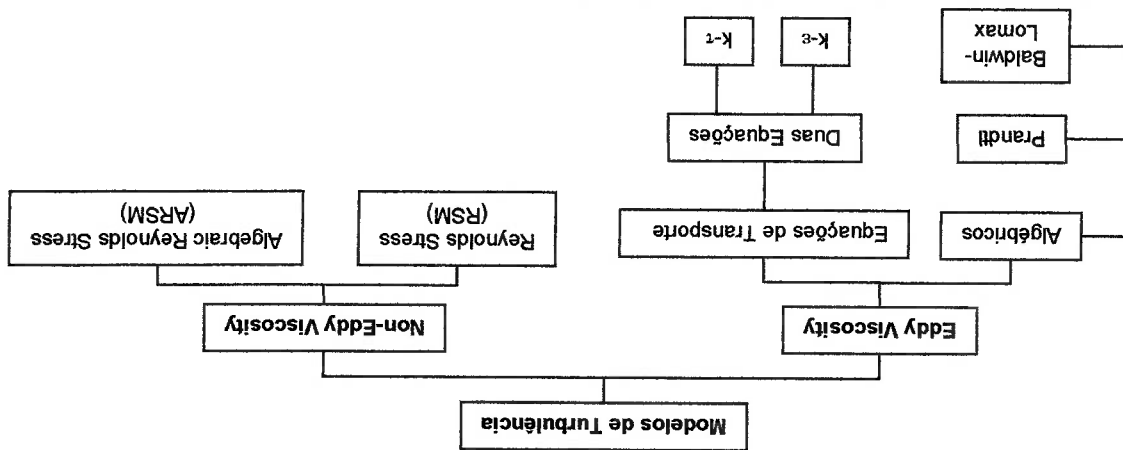 Modelos de Turbulência
Eddy Viscosity
Non-Eddy Viscosity
Algébricos
Equações de Transporte
Reynolds Stress
(RSM)
Algebraic Reynolds Stress
(ARSM)
Prandtl
Duas Equações
Baldwin-
Lomax
K-ε
K-τ